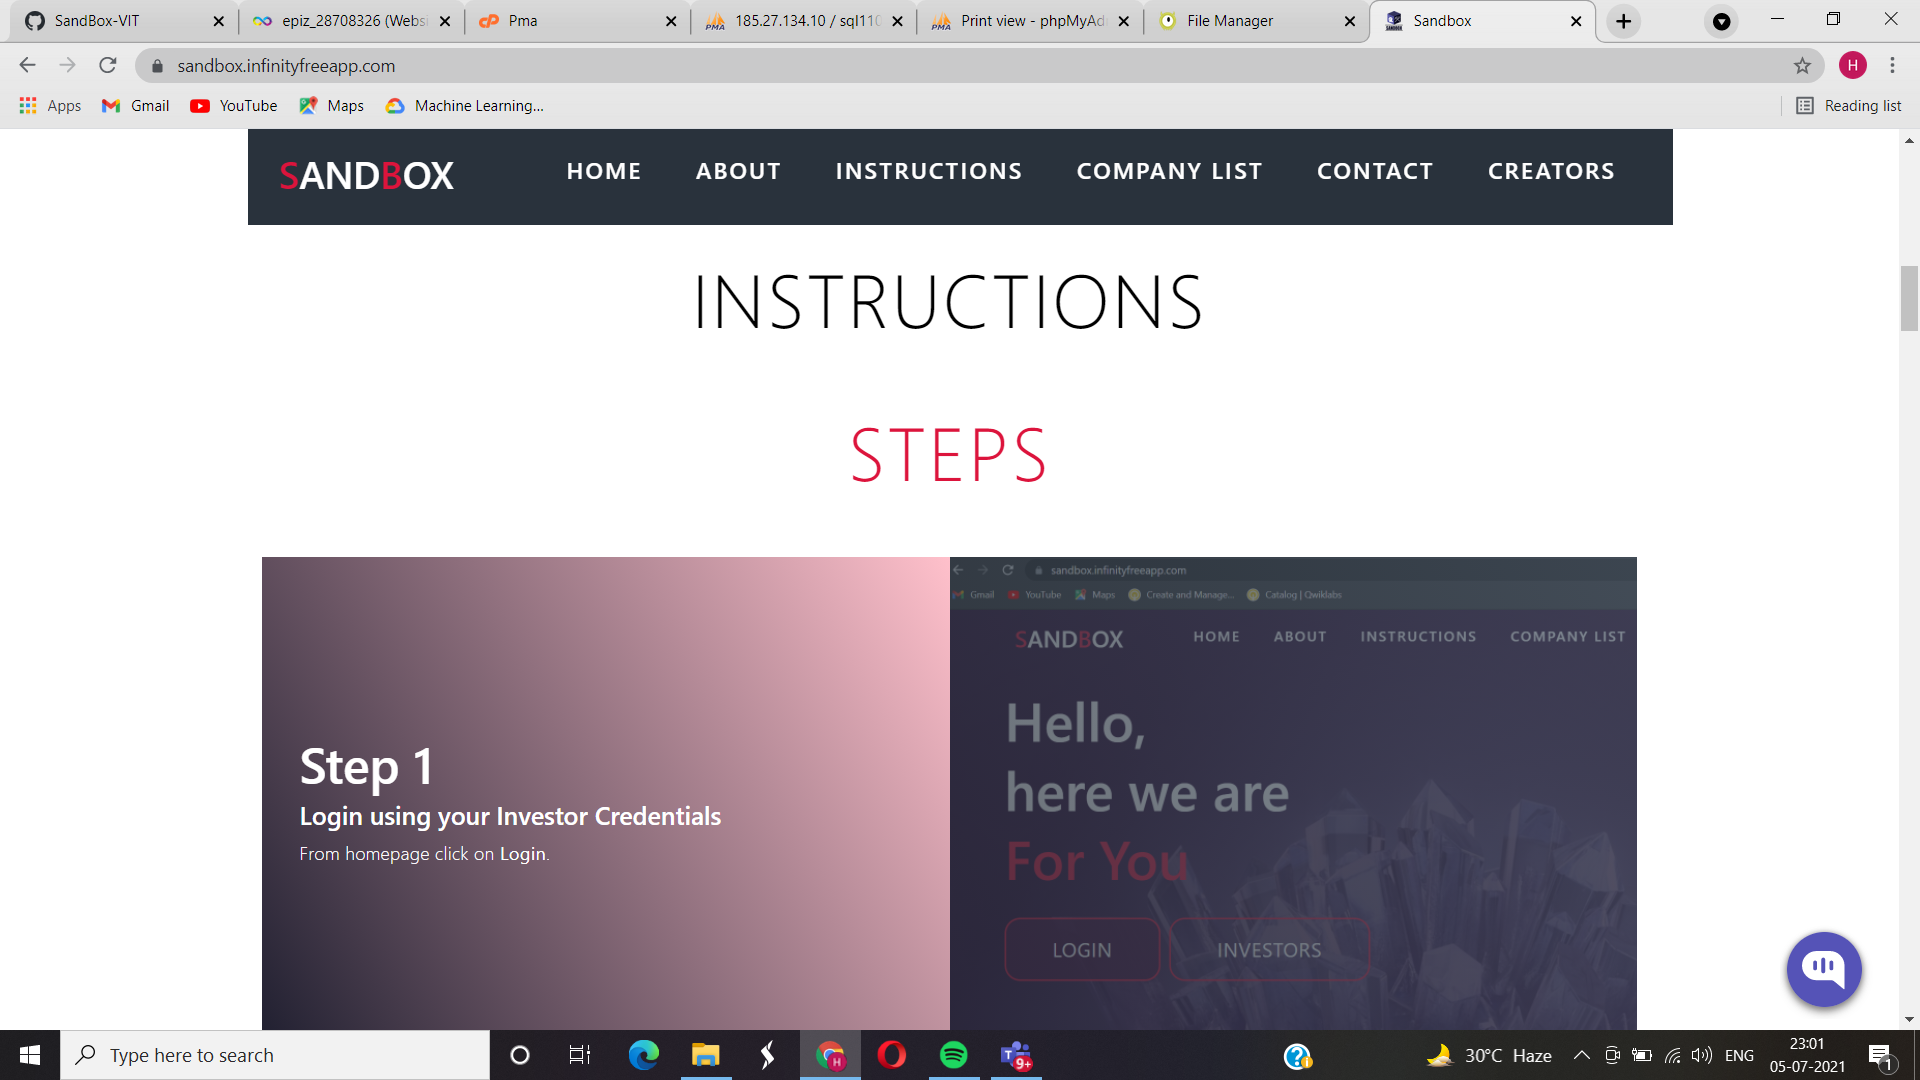 SandBox-VIT
epiz_28708326 (Websi
Pma
185.27.134.10 / sql110
Print view - phpMyAd
File Manager
Sandbox
sandbox.infinityfreeapp.com
H
Apps
Gmail
YouTube
Maps
Machine Learning...
Reading list
SANDBOX
HOME
ABOUT
INSTRUCTIONS
COMPANY LIST
CONTACT
CREATORS
INSTRUCTIONS
STEPS
Step 1
Login using your Investor Credentials
From homepage click on Login.
sandbox.infinityfreeapp.com
Gmail
YouTube
Maps
Create and Manage...
Catalog | Qwiklabs
SANDBOX
HOME
ABOUT
INSTRUCTIONS
COMPANY LIST
Hello,
here we are
For You
LOGIN
INVESTORS
Type here to search
H
9+
30°C Haze
ENG
23:01
05-07-2021
1